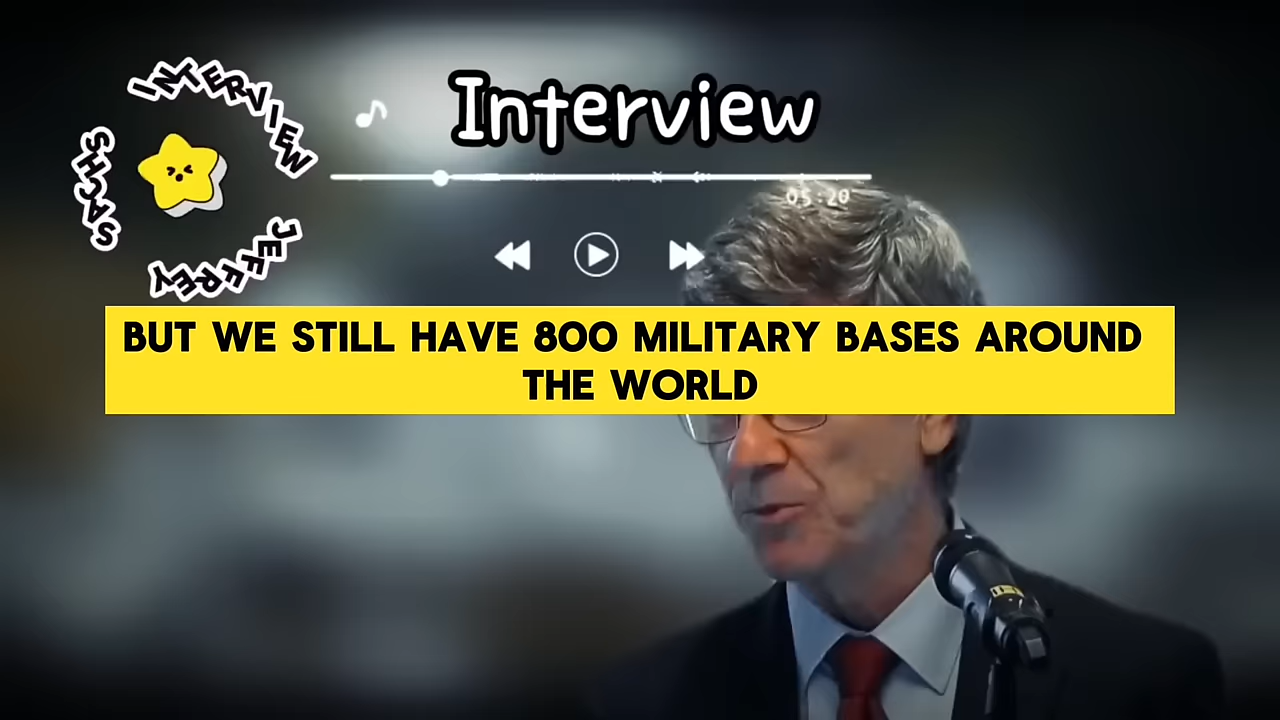 INTERVIEW
JEFFREY
SACHS
Interview
05:20
BUT WE STILL HAVE 800 MILITARY BASES AROUND
THE WORLD